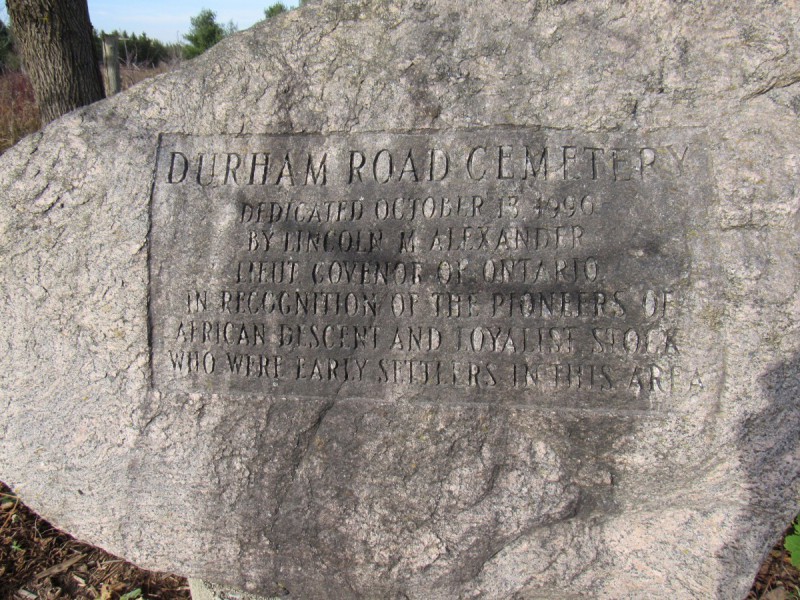 DURHAM ROAD CEMETERY
DEDICATED OCTOBER 13, 1990
BY LINCOLN M. ALEXANDER
LIEUT GOVENOR OF ONTARIO
IN RECOGNITION OF THE PIONEERS OF
AFRICAN DESCENT AND LOYALIST STOCK
WHO WERE EARLY SETTLERS IN THIS AREA